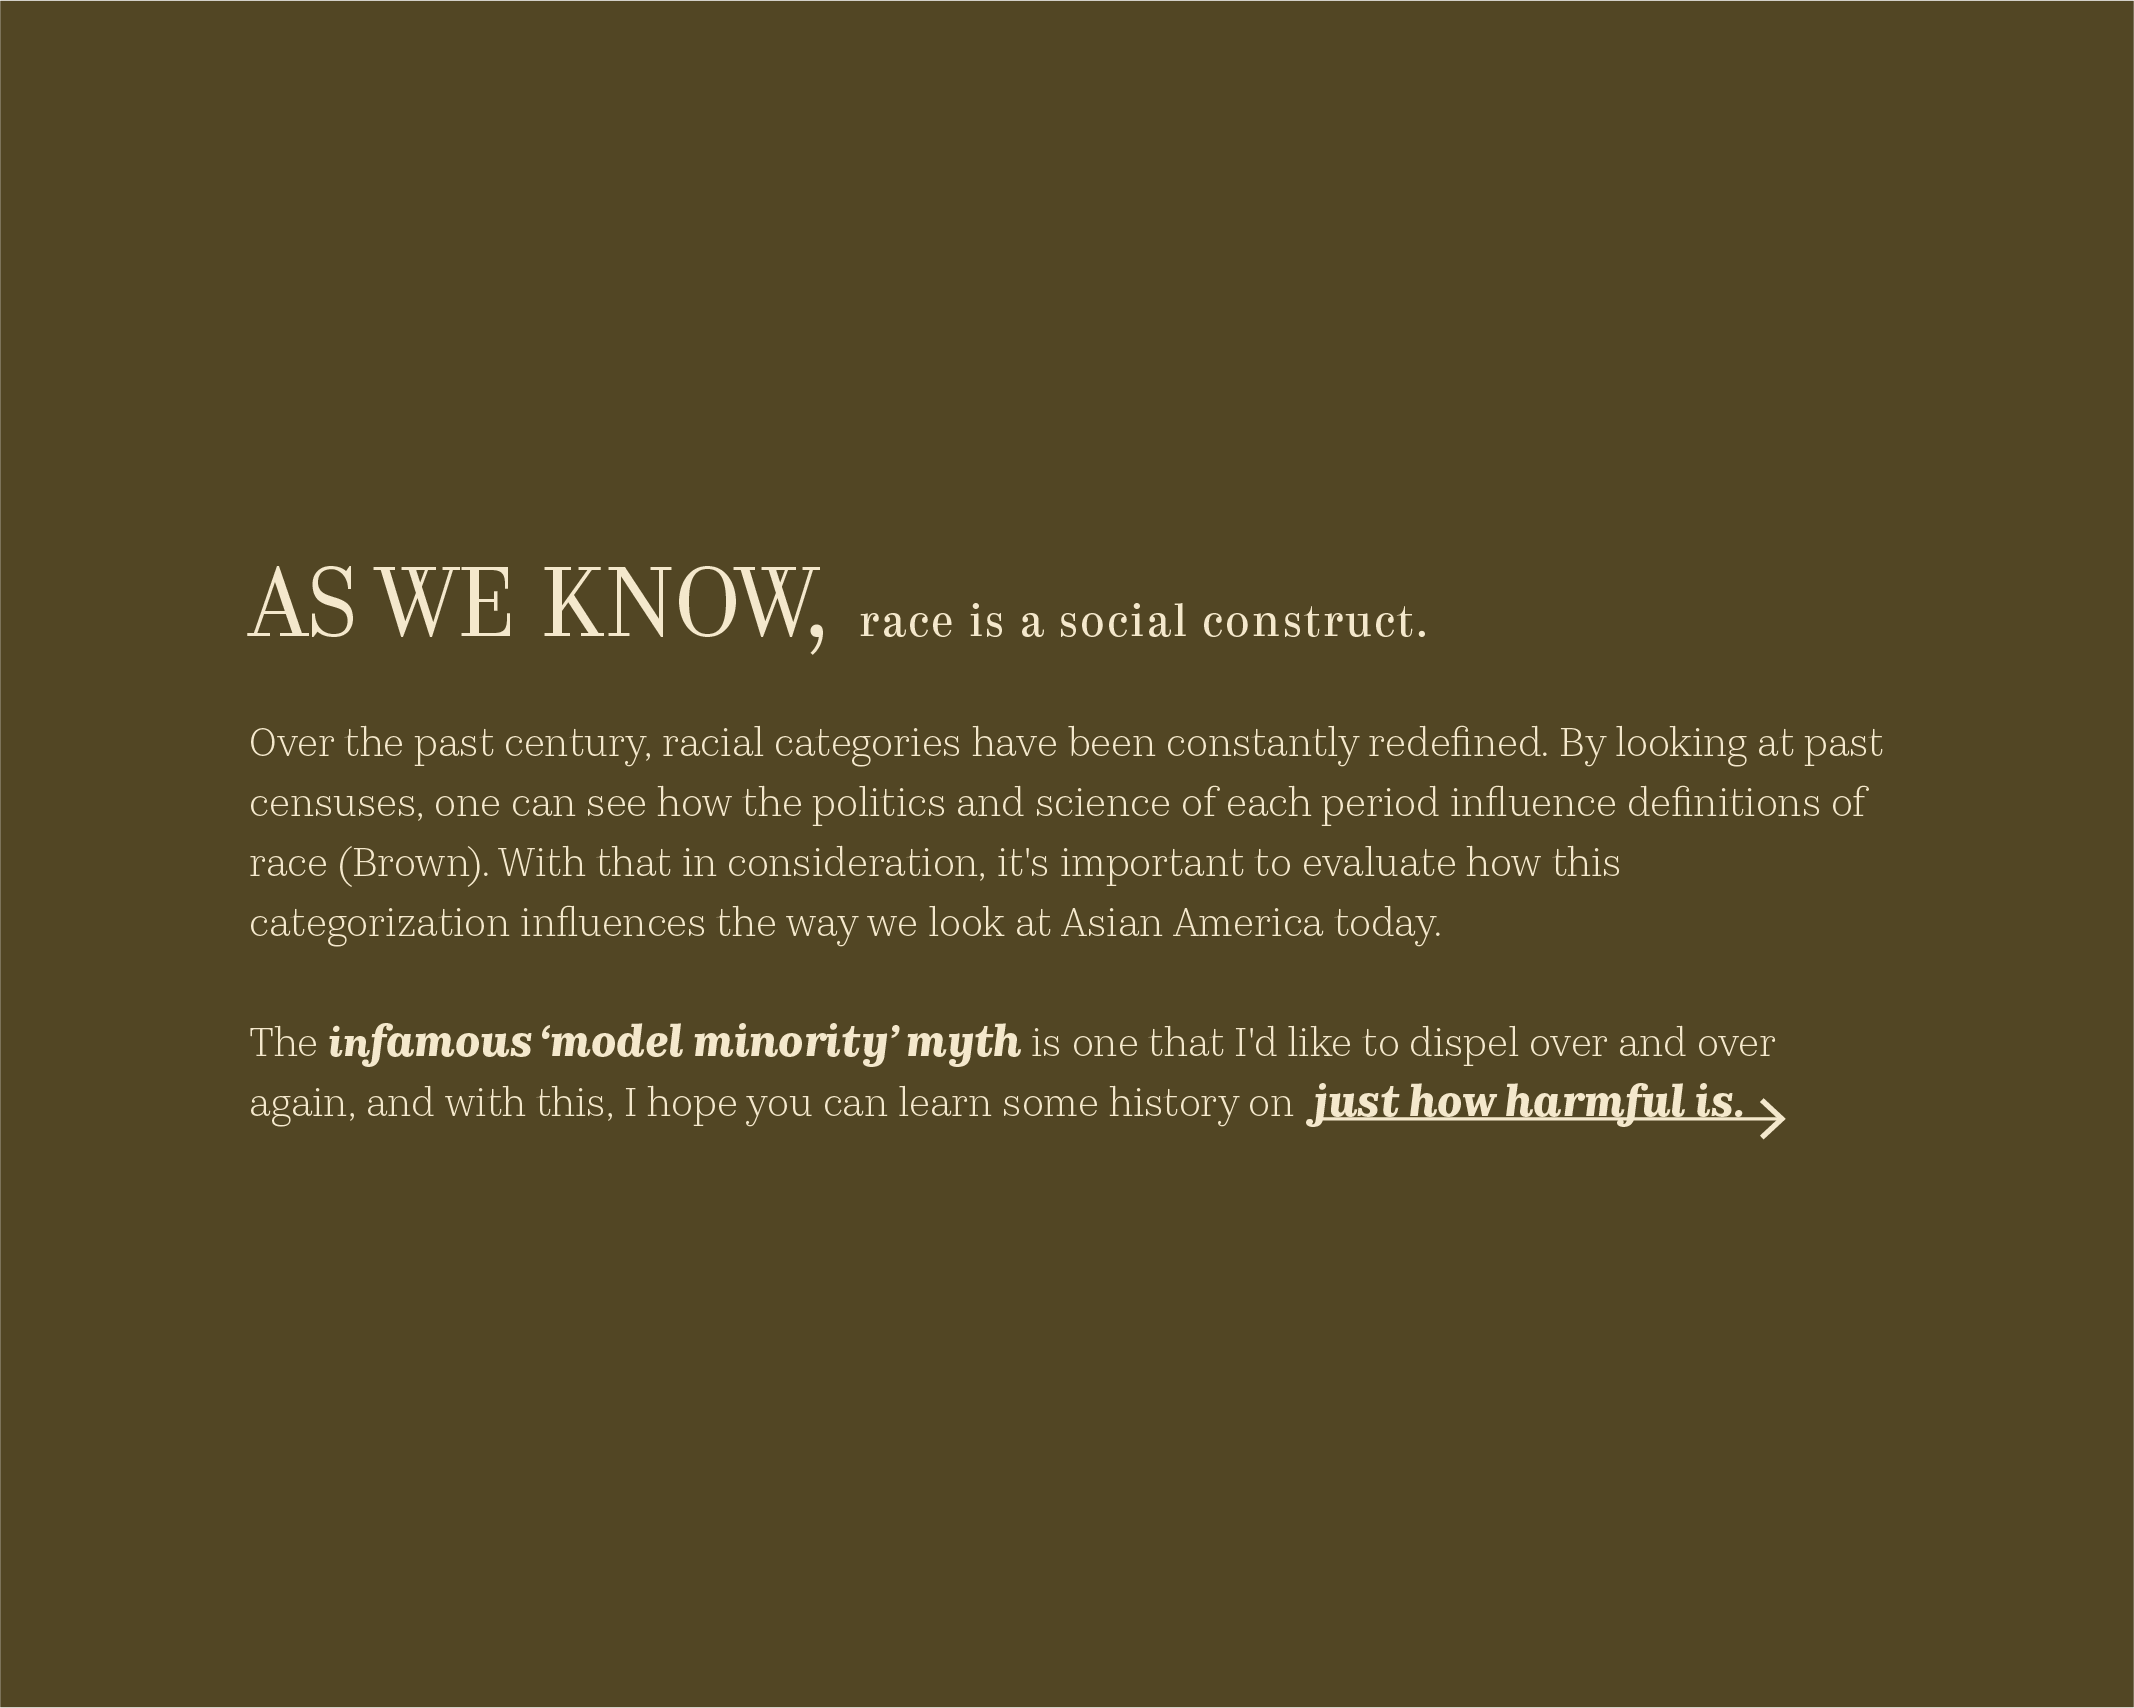 AS WE KNOW, race is a social construct.
Over the past century, racial categories have been constantly redefined. By looking at past
censuses, one can see how the politics and science of each period influence definitions of
race (Brown). With that in consideration, it's important to evaluate how this
categorization influences the way we look at Asian America today.
The infamous ‘model minority’ myth is one that I'd like to dispel over and over
again, and with this, I hope you can learn some history on just how harmful is.